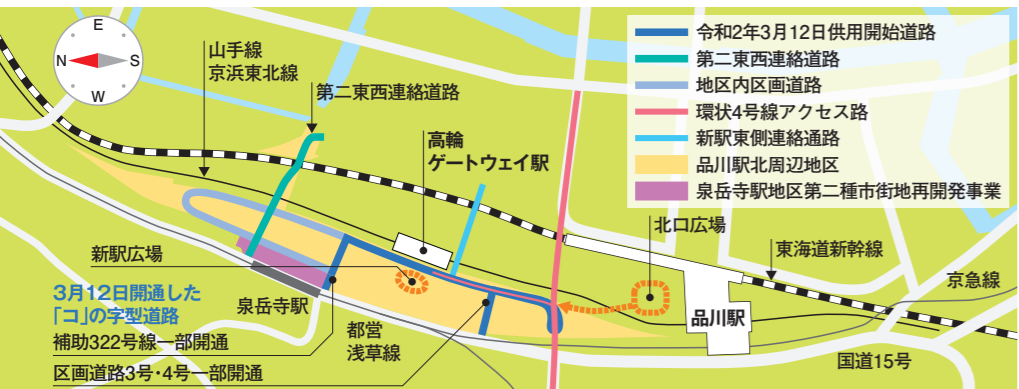 E
N
S
W
山手線
京浜東北線
第二東西連絡道路
高輪
ゲートウェイ駅
令和2年3月12日供用開始道路
第二東西連絡道路
地区内区画道路
環状4号線アクセス路
新駅東側連絡通路
品川駅北周辺地区
泉岳寺駅地区第二種市街地再開発事業
北口広場
東海道新幹線
京急線
新駅広場
3月12日開通した
「コ」の字型道路
泉岳寺駅
都営
浅草線
品川駅
補助322号線一部開通
区画道路3号・4号一部開通
国道15号